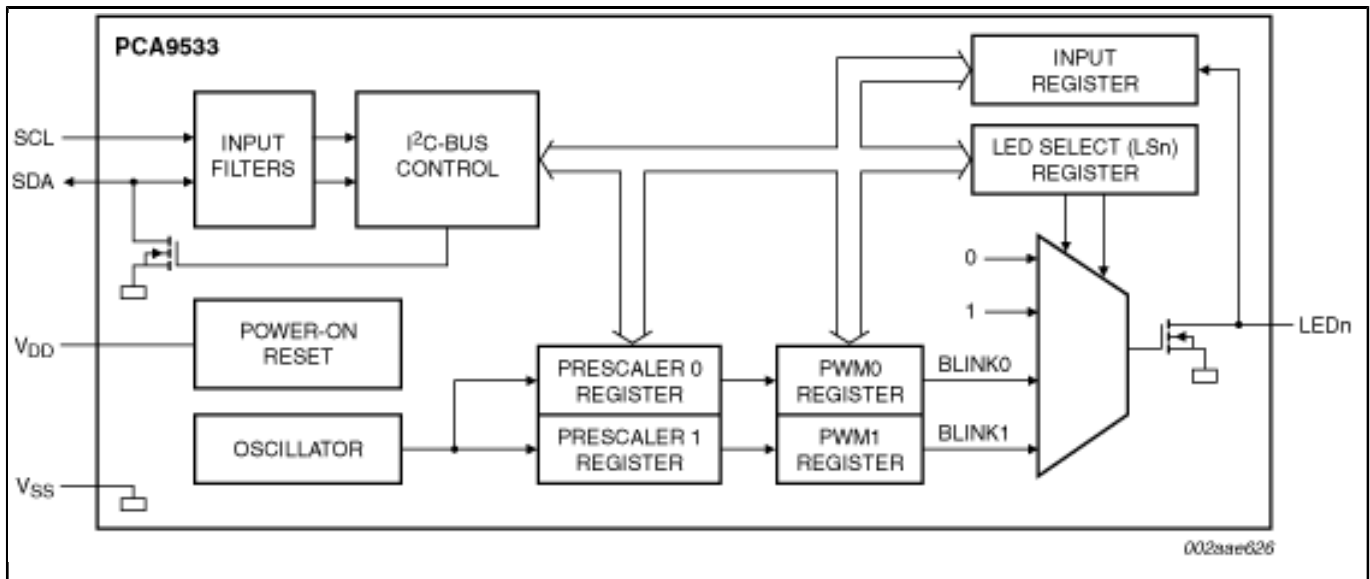 PCA9533
INPUT
REGISTER
SCL
INPUT
FILTERS
I²C-BUS
CONTROL
LED SELECT (LSn)
REGISTER
SDA
0
1
POWER-ON
RESET
VDD
LEDn
PRESCALER 0
REGISTER
PWM0
REGISTER
BLINK0
OSCILLATOR
PRESCALER 1
REGISTER
PWM1
REGISTER
BLINK1
VSS
002aae626